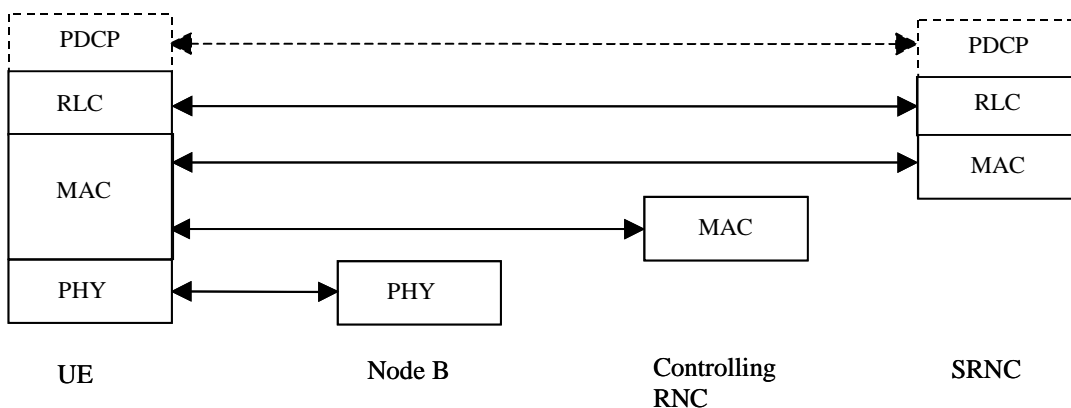 PDCP
PDCP
RLC
RLC
MAC
MAC
MAC
PHY
PHY
UE
Node B
Controlling
RNC
SRNC